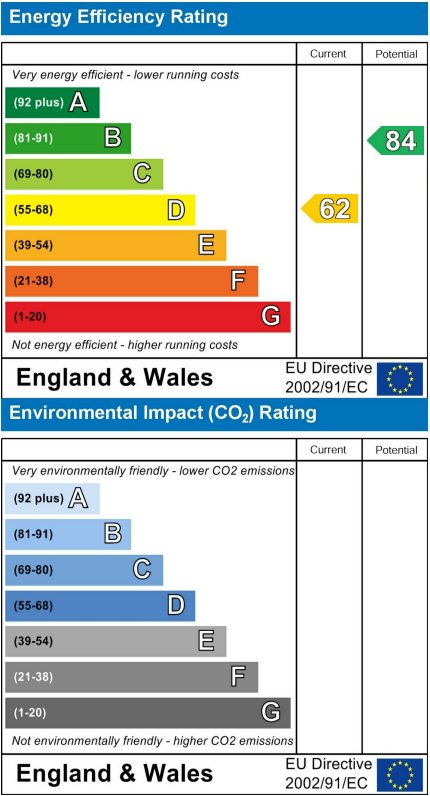 Energy Efficiency Rating
Current Potential
Very energy efficient - lower running costs
(92 plus) A
(81-91) B
84
(69-80) C
(55-68) D
62
(39-54) E
(21-38) F
(1-20) G
Not energy efficient - higher running costs
England & Wales
EU Directive
2002/91/EC
Environmental Impact (CO₂) Rating
Current Potential
Very environmentally friendly - lower CO2 emissions
(92 plus) A
(81-91) B
(69-80) C
(55-68) D
(39-54) E
(21-38) F
(1-20) G
Not environmentally friendly - higher CO2 emissions
England & Wales
EU Directive
2002/91/EC